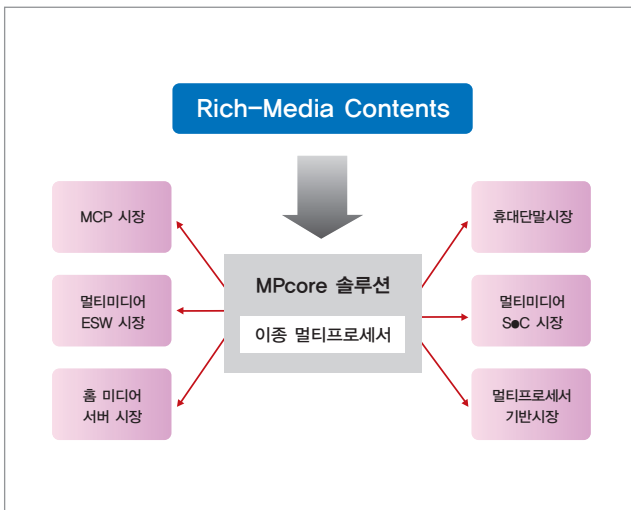 Rich-Media Contents
MCP 시장
휴대단말시장
MPcore 솔루션
이종 멀티프로세서
멀티미디어
ESW 시장
멀티미디어
S●C 시장
홈 미디어
서버 시장
멀티프로세서
기반시장